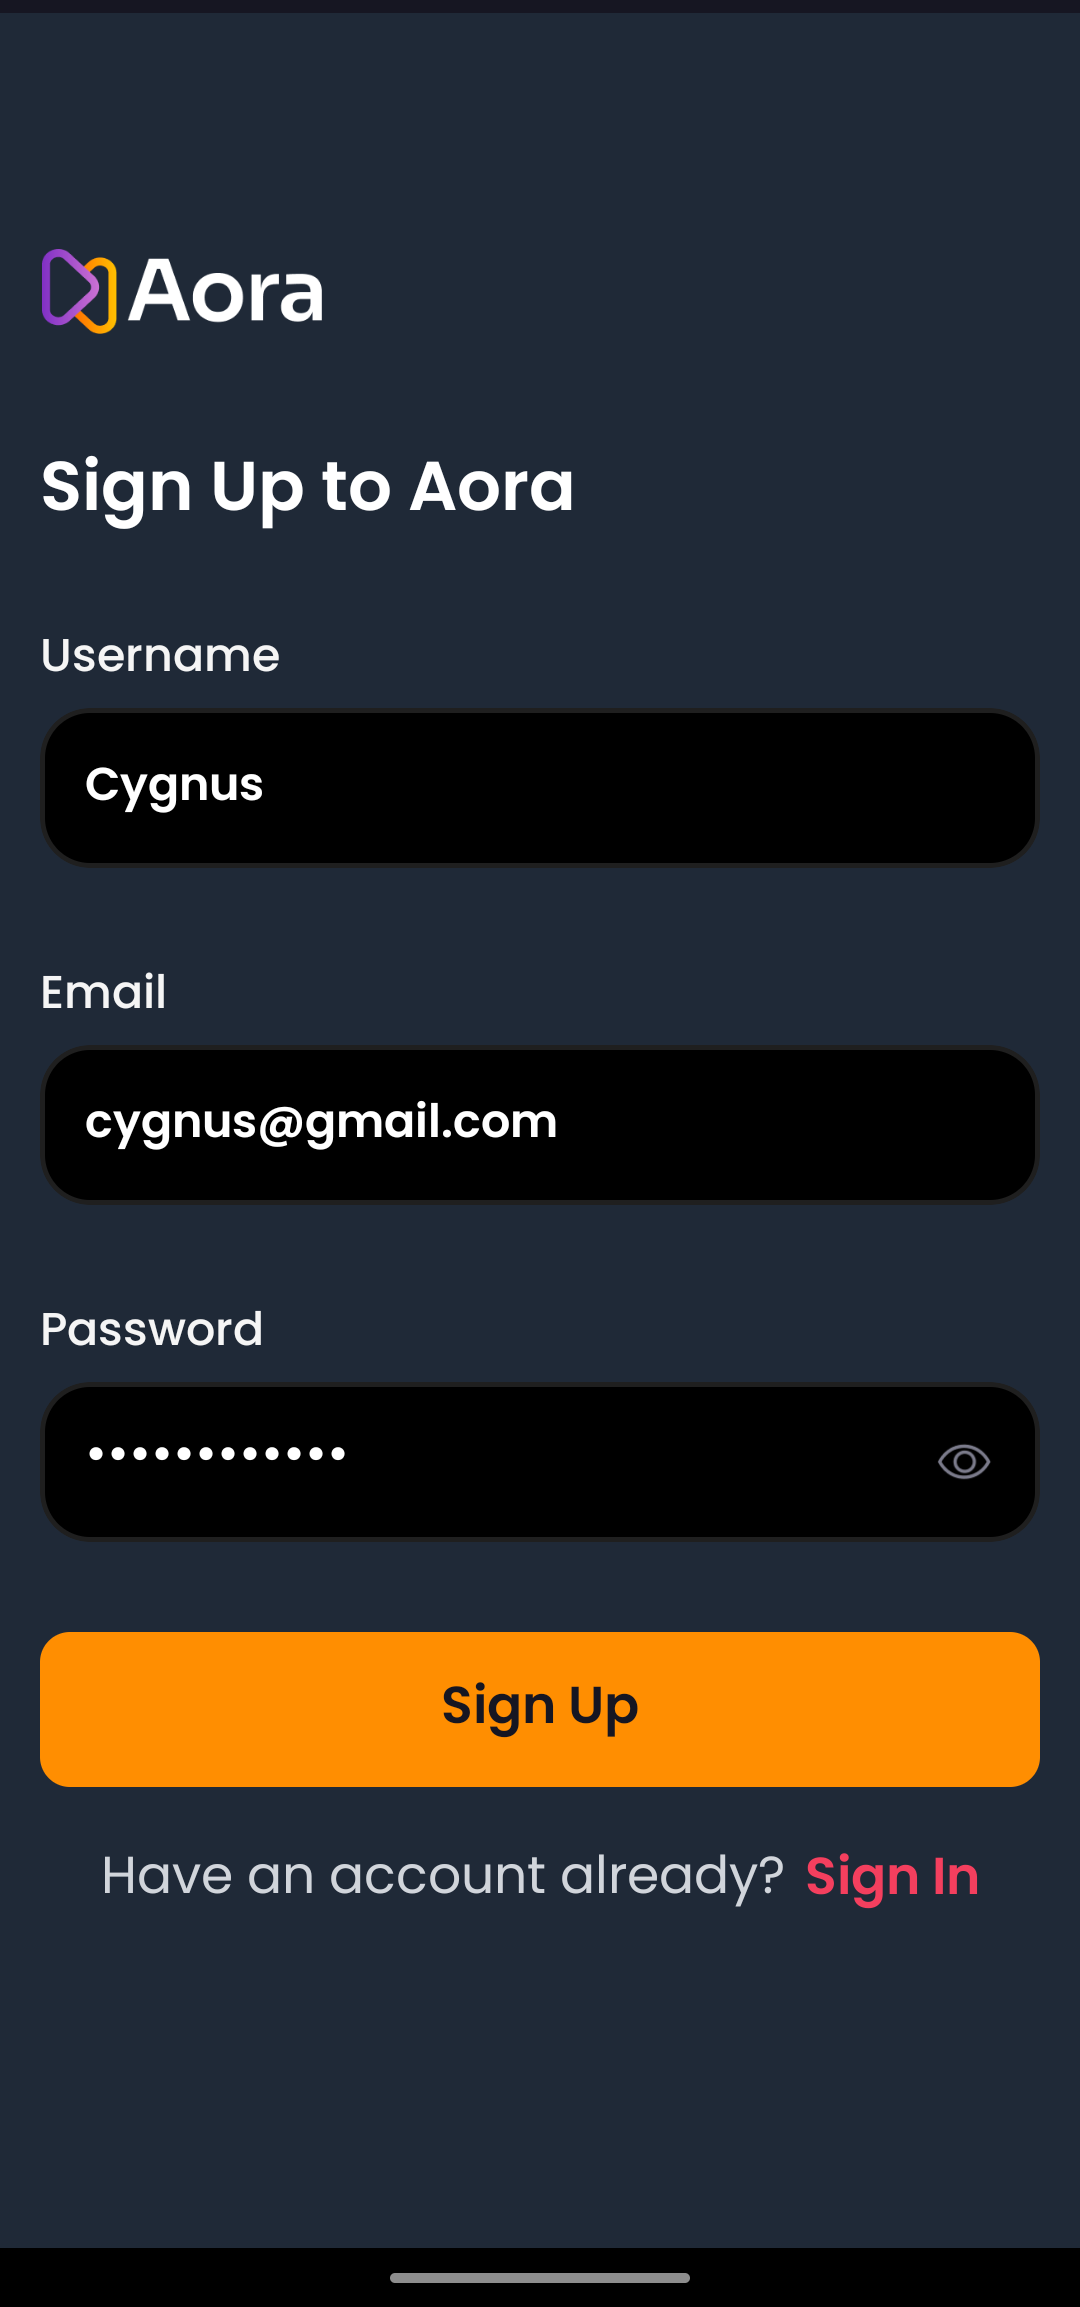 Aora
Sign Up to Aora
Username
Cygnus
Email
cygnus@gmail.com
Password
••••••••••••
Sign Up
Have an account already? Sign In